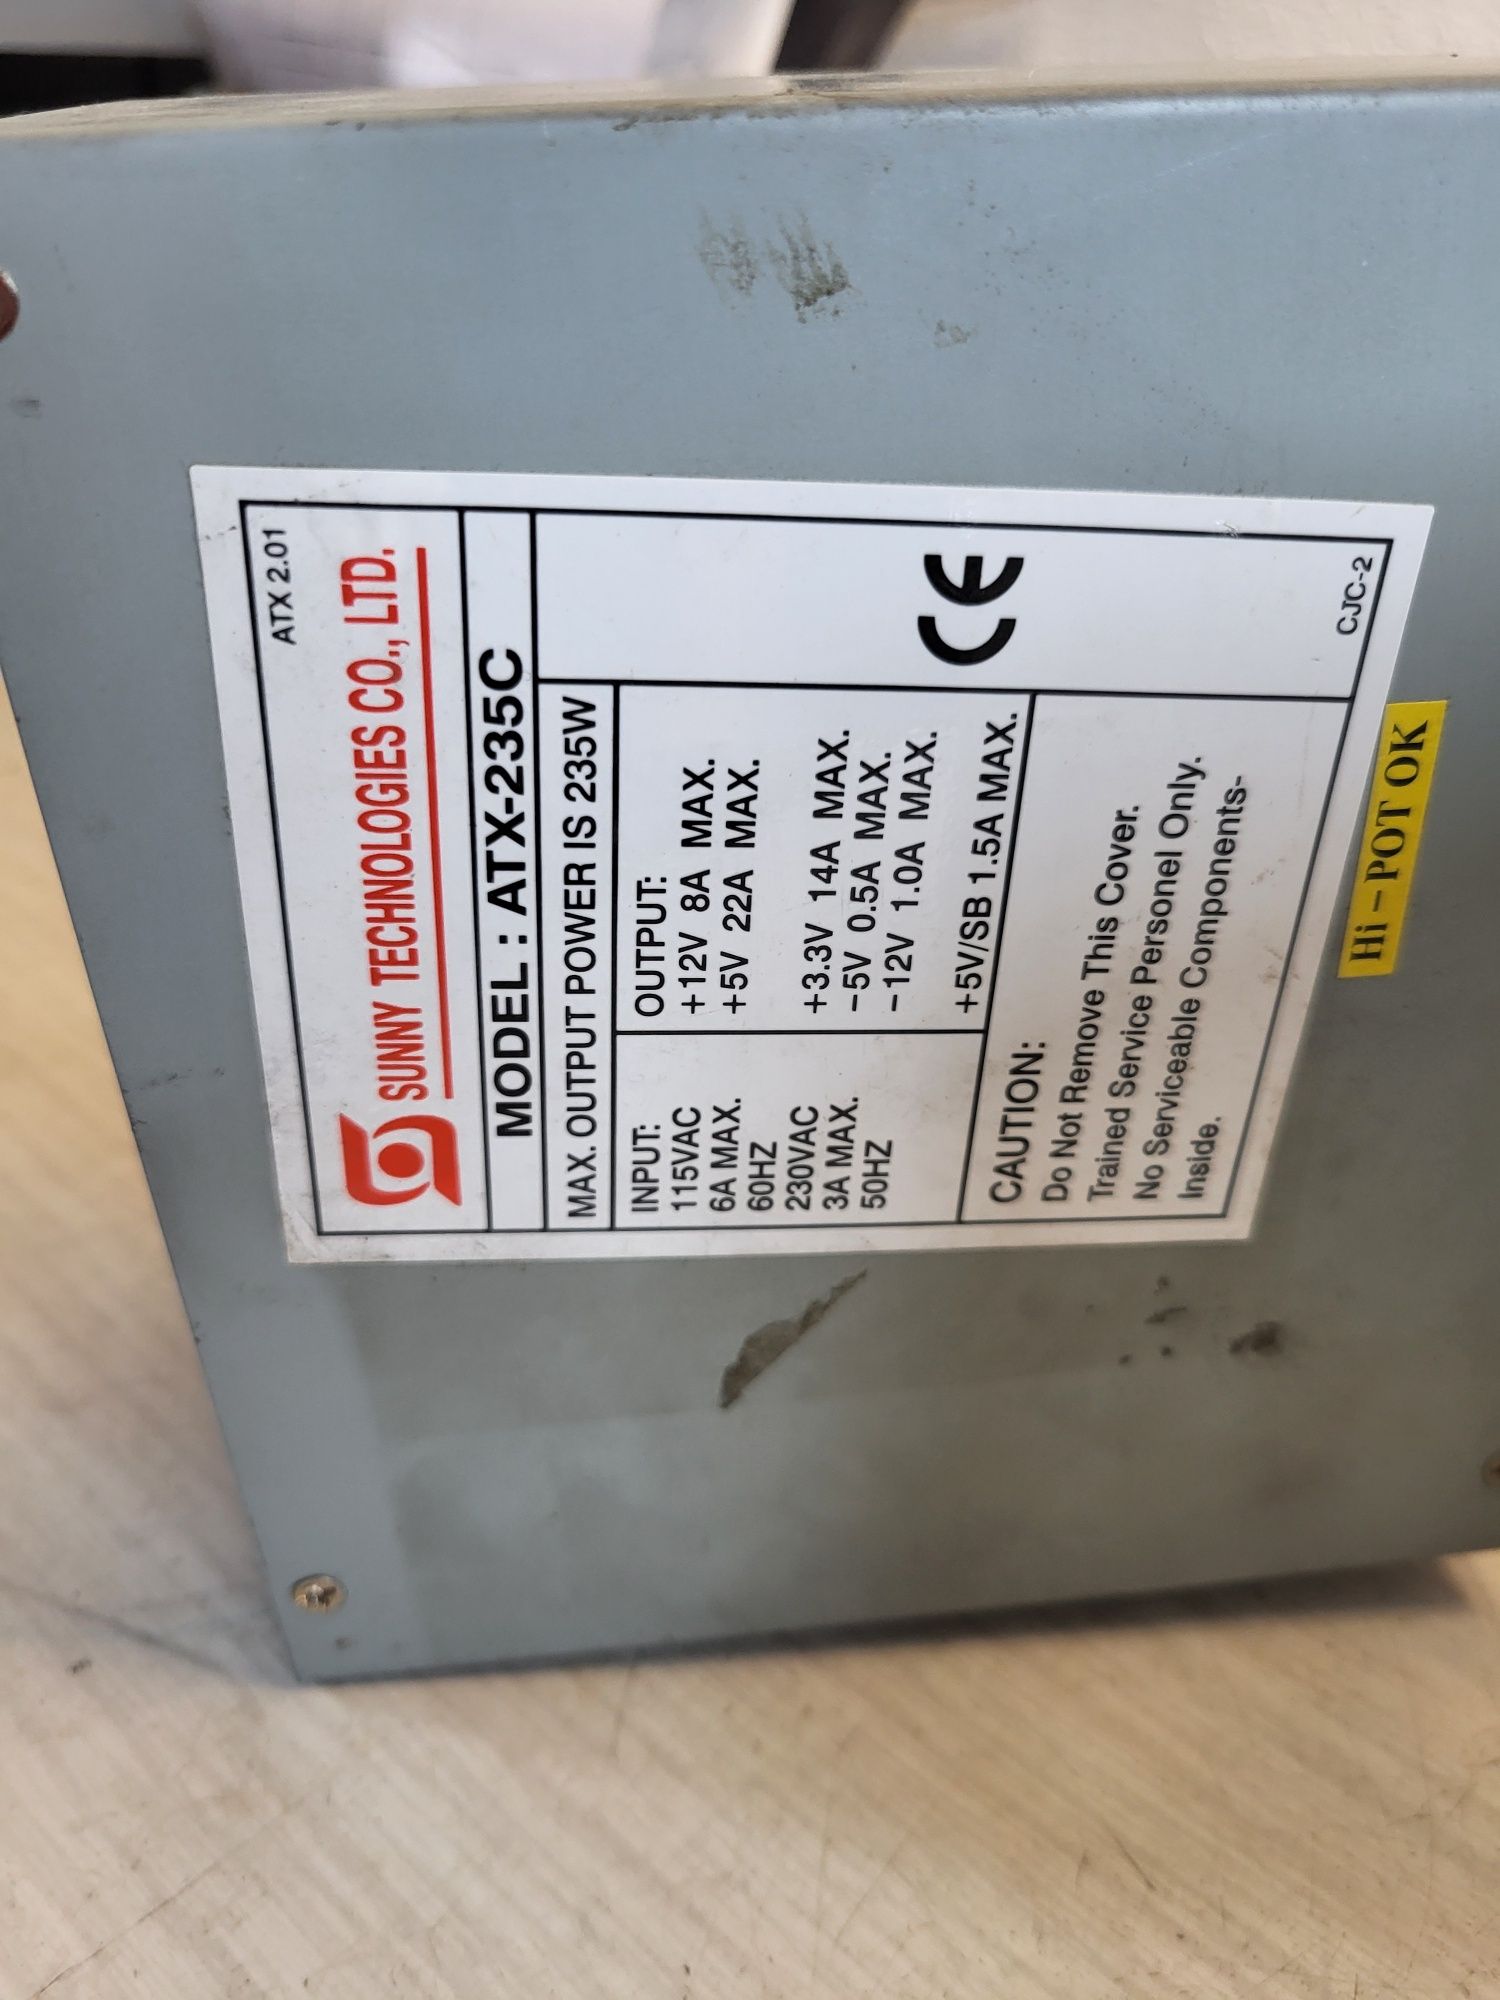 ATX 2.01
SUNNY TECHNOLOGIES CO., LTD.
MODEL : ATX-235C
MAX. OUTPUT POWER IS 235W
INPUT:
115VAC
6A MAX.
60HZ
230VAC
3A MAX.
50HZ
OUTPUT:
+12V 8A MAX.
+5V 22A MAX.
+3.3V 14A MAX.
-5V 0.5A MAX.
-12V 1.0A MAX.
+5V/SB 1.5A MAX.
CE
CAUTION:
Do Not Remove This Cover.
Trained Service Personel Only.
No Serviceable Components-
Inside.
CJC-2
Hi - POT OK